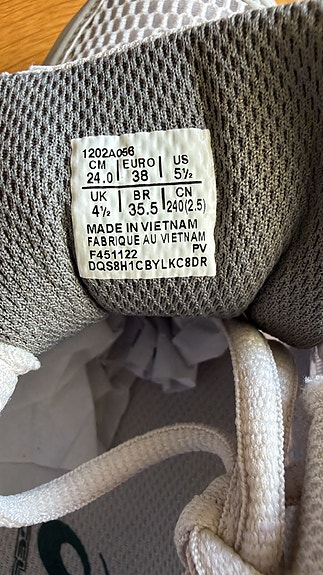 1202A056
CM EURO US
24.0 38 5½
UK BR CN
4½ 35.5 240(2.5)
MADE IN VIETNAM
FABRIQUE AU VIETNAM
F451122 PV
DQS8H1CBYLKC8DR